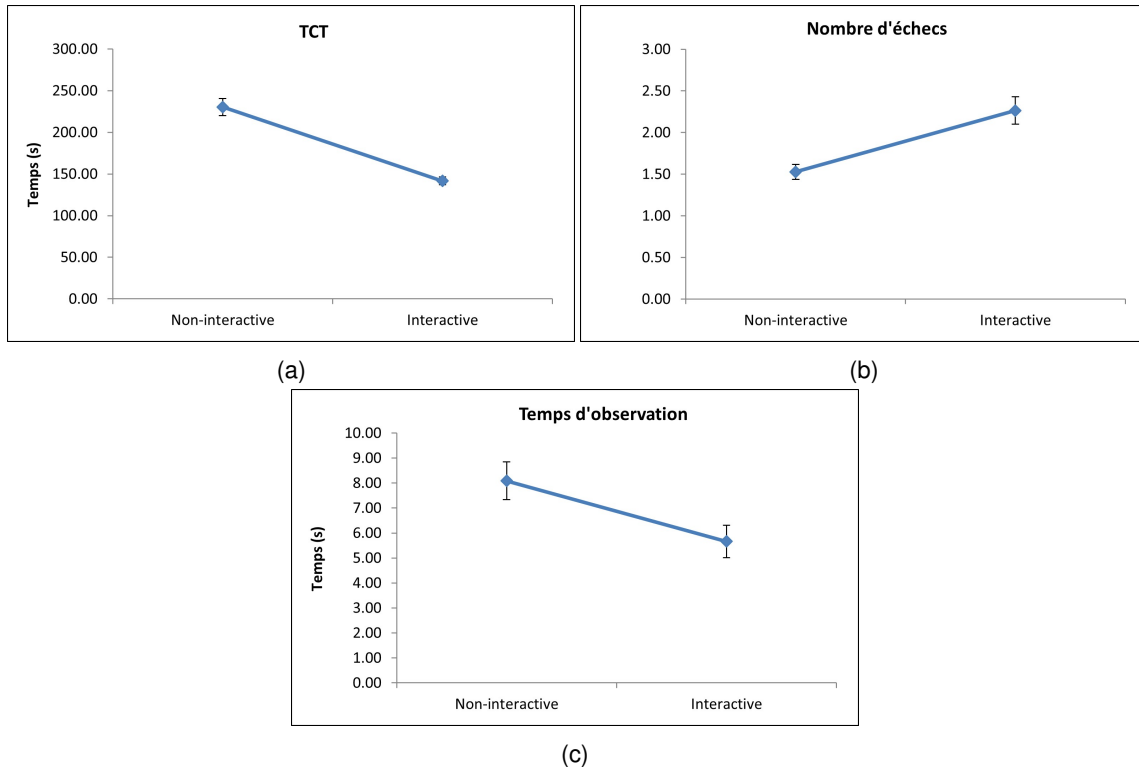 TCT
300.00
250.00
200.00
150.00
100.00
50.00
0.00
Temps (s)
Non-interactive Interactive
(a)
Nombre d'échecs
3.00
2.50
2.00
1.50
1.00
0.50
0.00
Non-interactive Interactive
(b)
Temps d'observation
10.00
9.00
8.00
7.00
6.00
5.00
4.00
3.00
2.00
1.00
0.00
Temps (s)
Non-interactive Interactive
(c)